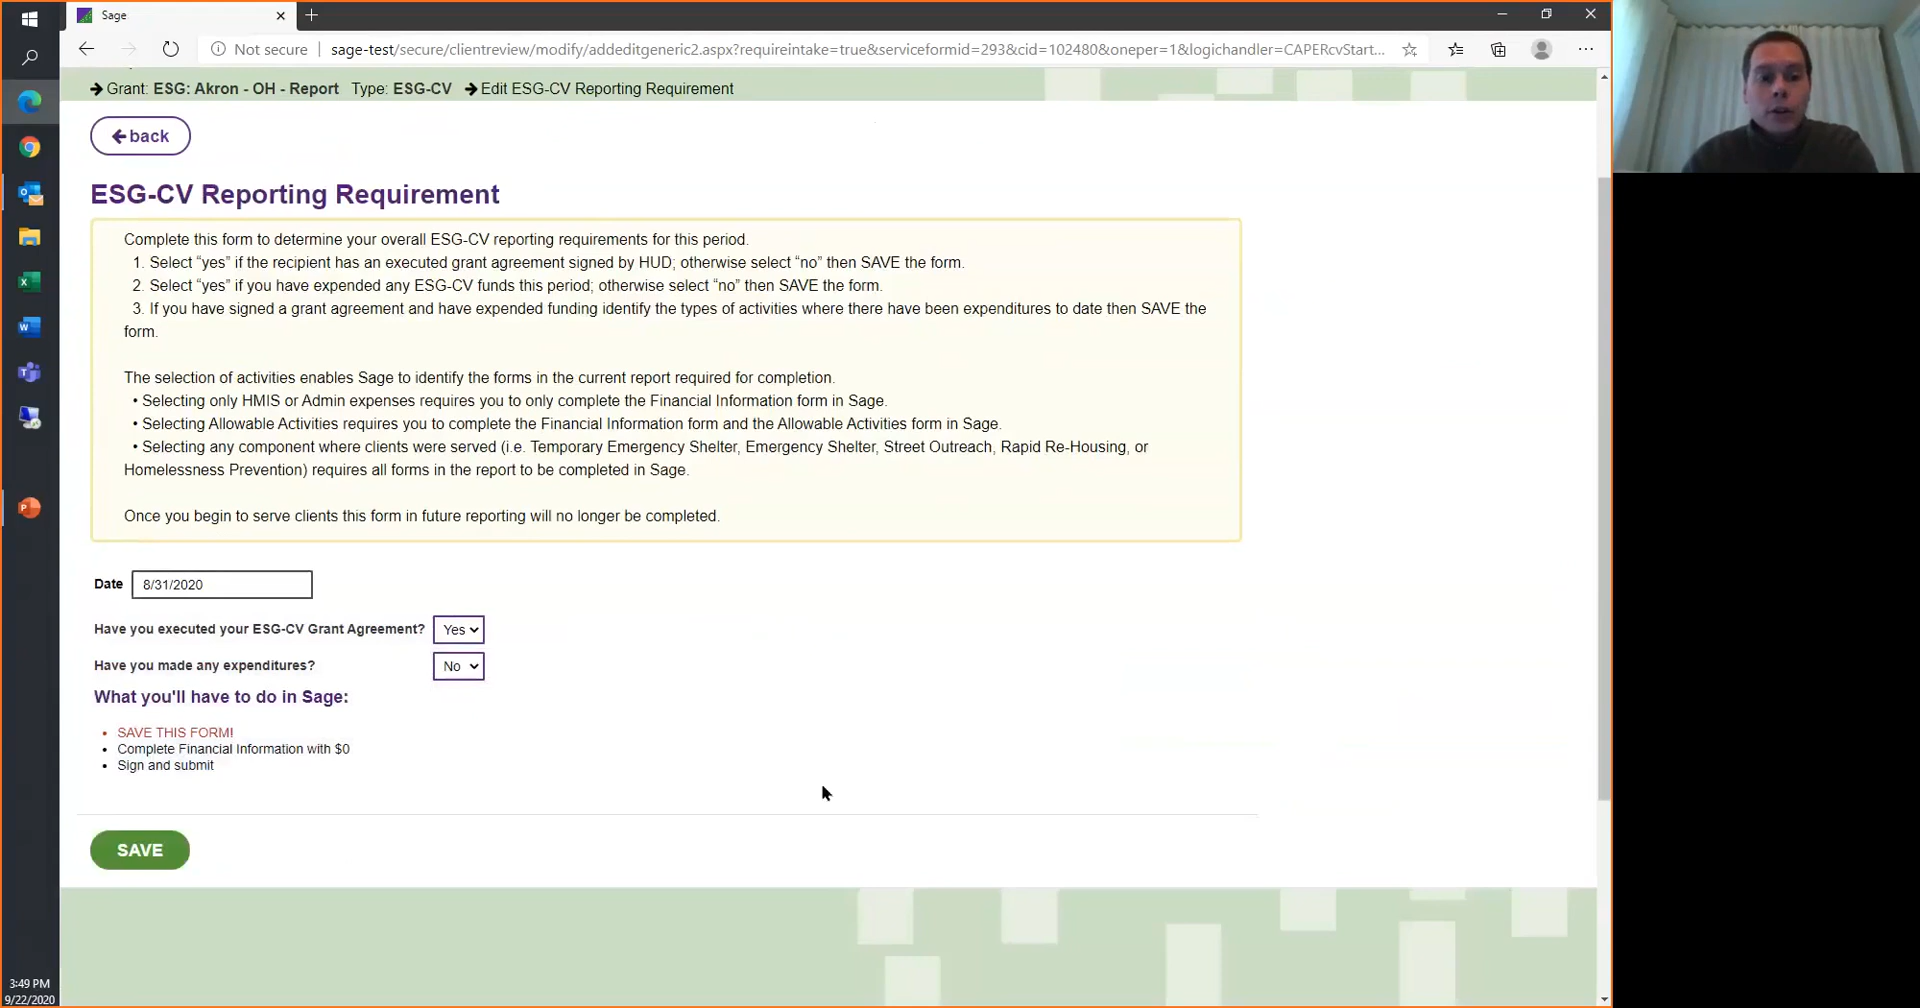 Sage
Not secure
sage-test/secure/clientreview/modify/addeditgeneric2.aspx?requireintake=true&serviceformid=293&cid=102480&oneper=1&logichandler=CAPERcvStart...
Grant: ESG: Akron - OH - Report Type: ESG-CV Edit ESG-CV Reporting Requirement
back
ESG-CV Reporting Requirement
Complete this form to determine your overall ESG-CV reporting requirements for this period.
1. Select “yes” if the recipient has an executed grant agreement signed by HUD; otherwise select “no” then SAVE the form.
2. Select “yes” if you have expended any ESG-CV funds this period; otherwise select “no” then SAVE the form.
3. If you have signed a grant agreement and have expended funding identify the types of activities where there have been expenditures to date then SAVE the
form.
The selection of activities enables Sage to identify the forms in the current report required for completion.
• Selecting only HMIS or Admin expenses requires you to only complete the Financial Information form in Sage.
• Selecting Allowable Activities requires you to complete the Financial Information form and the Allowable Activities form in Sage.
• Selecting any component where clients were served (i.e. Temporary Emergency Shelter, Emergency Shelter, Street Outreach, Rapid Re-Housing, or
Homelessness Prevention) requires all forms in the report to be completed in Sage.
Once you begin to serve clients this form in future reporting will no longer be completed.
Date 8/31/2020
Have you executed your ESG-CV Grant Agreement? Yes
Have you made any expenditures? No
What you'll have to do in Sage:
• SAVE THIS FORM!
• Complete Financial Information with $0
• Sign and submit
SAVE
3:49 PM
9/22/2020